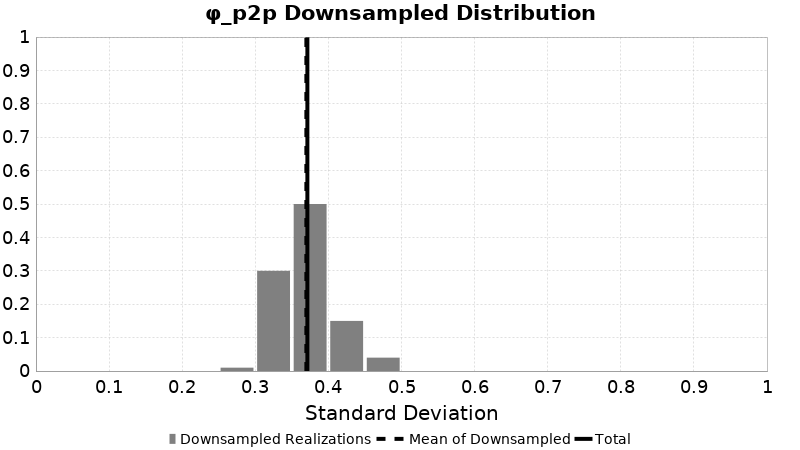 φ_p2p Downsampled Distribution
1
0.9
0.8
0.7
0.6
0.5
0.4
0.3
0.2
0.1
0
0 0.1 0.2 0.3 0.4 0.5 0.6 0.7 0.8 0.9 1
Standard Deviation
Downsampled Realizations Mean of Downsampled Total